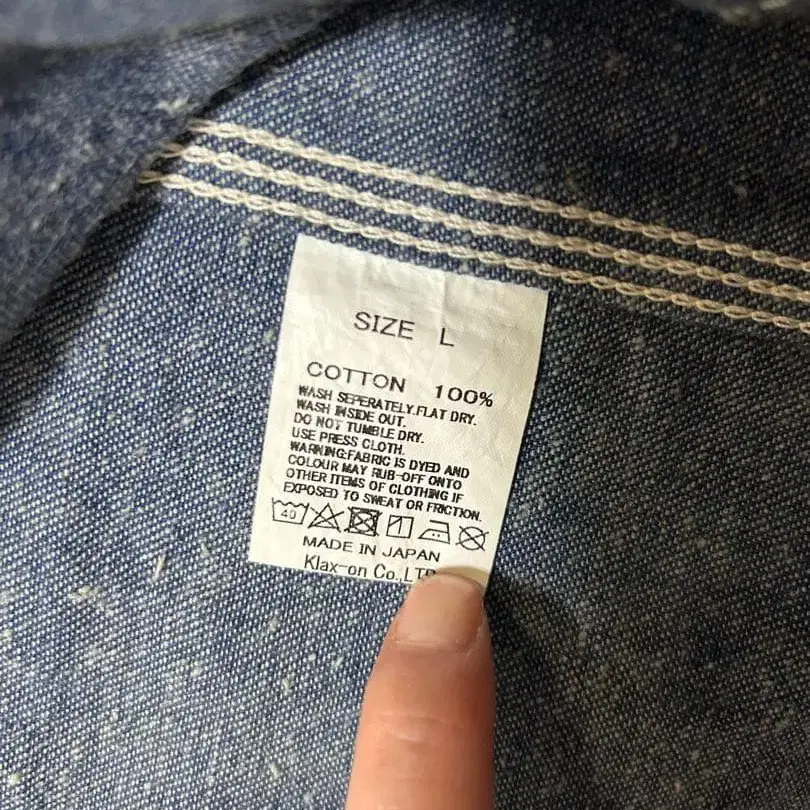 SIZE L
COTTON 100%
WASH SEPERATELY.FLAT DRY.
WASH INSIDE OUT.
DO NOT TUMBLE DRY.
USE PRESS CLOTH.
WARNING:FABRIC IS DYED AND
COLOUR MAY RUB-OFF ONTO
OTHER ITEMS OF CLOTHING IF
EXPOSED TO SWEAT OR FRICTION.
40
MADE IN JAPAN
Klax-on Co.,LTD